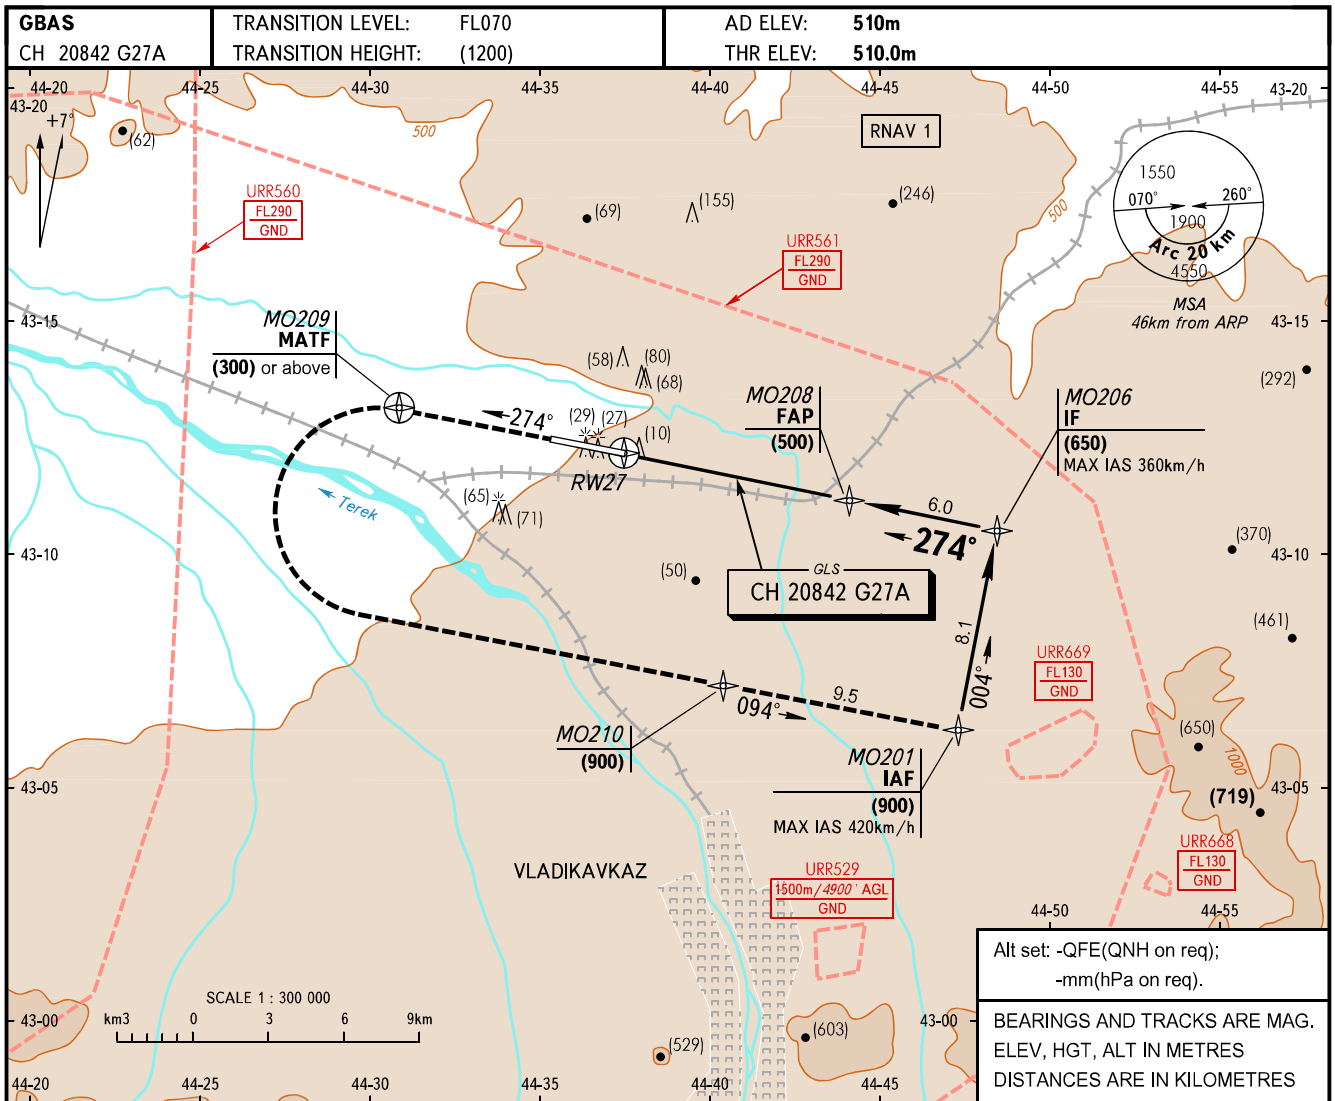 GBAS
CH 20842 G27A
TRANSITION LEVEL: FL070
TRANSITION HEIGHT: (1200)
AD ELEV: 510m
THR ELEV: 510.0m
44-20 44-25 44-30 44-35 44-40 44-45 44-50 44-55 43-20
43-20
+7°
(62)
500
RNAV 1
1550
070° 260°
1900
Arc 20 km
4550
MSA
46km from ARP
URR560
FL290
GND
(69)
(155)
(246)
500
URR561
FL290
GND
43-15
43-15
MO209
MATF
(300) or above
(58)
(80)
(68)
(292)
MO208
FAP
(500)
MO206
IF
(650)
MAX IAS 360km/h
274°
(29)
(27)
(10)
RW27
(65)
(71)
Terek
6.0
274°
43-10
(50)
GLS
CH 20842 G27A
(370)
43-10
8.1
004°
(461)
URR669
FL130
GND
9.5
094°
MO210
(900)
MO201
IAF
(900)
MAX IAS 420km/h
(650)
1000
(719)
43-05
43-05
VLADIKAVKAZ
URR529
1500m/4900' AGL
GND
URR668
FL130
GND
44-50 44-55
Alt set: -QFE(QNH on req);
-mm(hPa on req).
SCALE 1 : 300 000
km3 0 3 6 9km
43-00
43-00
(529)
(603)
BEARINGS AND TRACKS ARE MAG.
ELEV, HGT, ALT IN METRES
DISTANCES ARE IN KILOMETRES
44-20 44-25 44-30 44-35 44-40 44-45